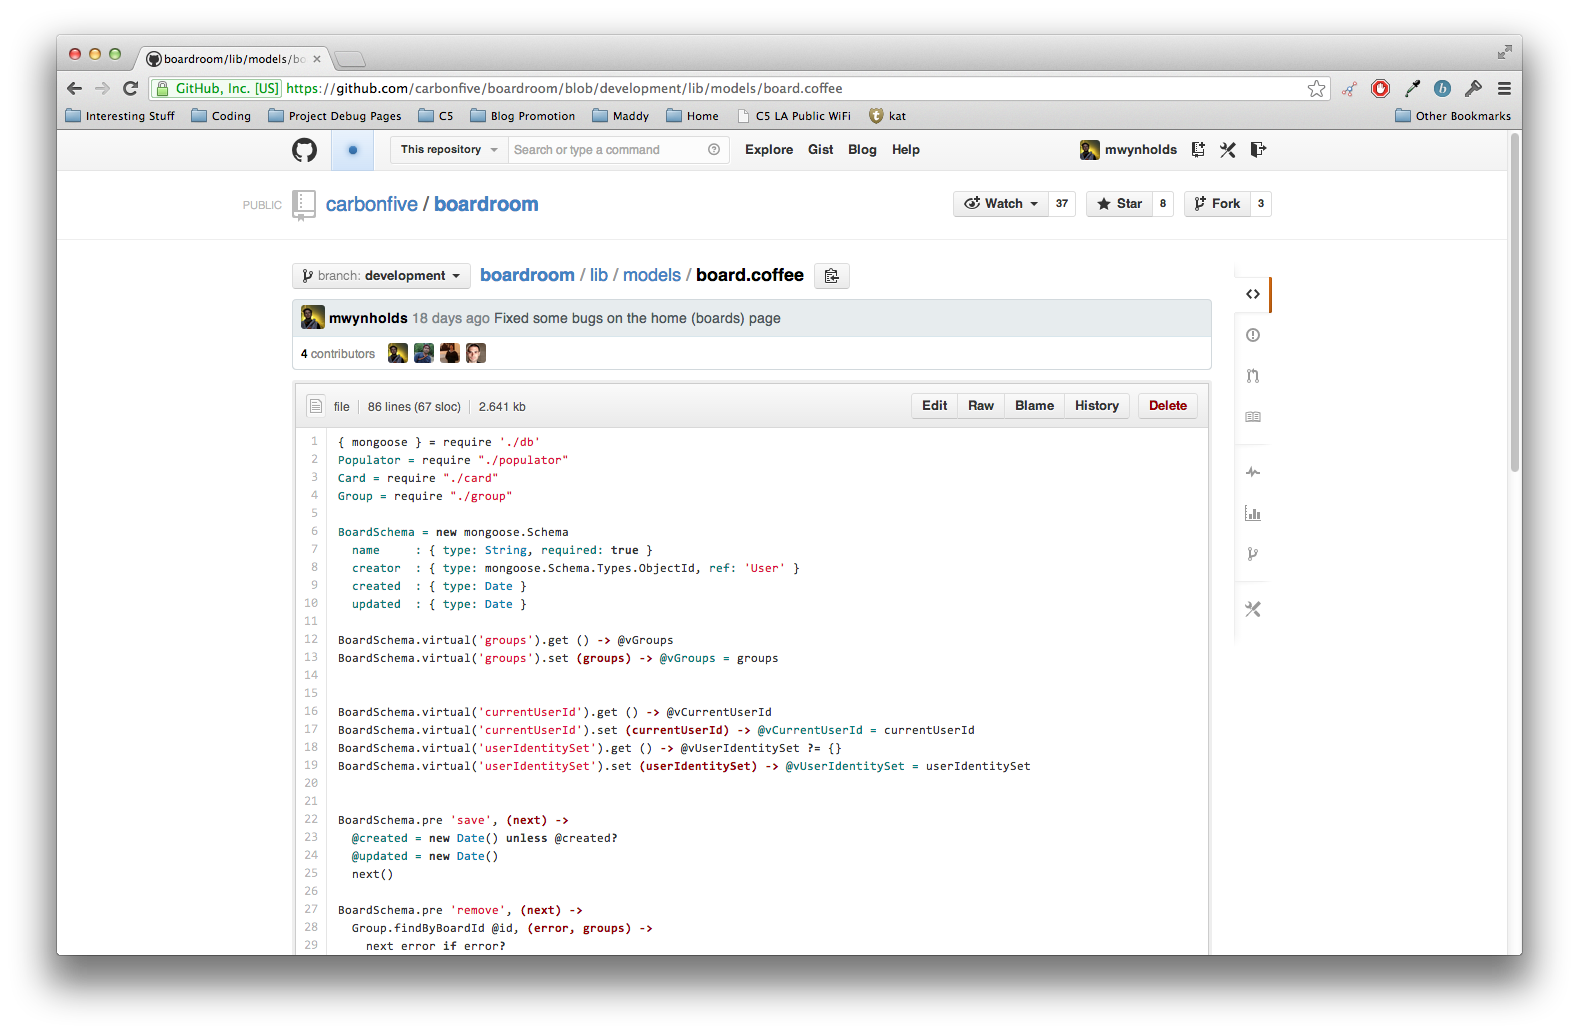 boardroom/lib/models/bo
GitHub, Inc. [US] https://github.com/carbonfive/boardroom/blob/development/lib/models/board.coffee
Interesting Stuff Coding Project Debug Pages C5 Blog Promotion Maddy Home C5 LA Public WiFi kat Other Bookmarks
This repository Search or type a command Explore Gist Blog Help mwynholds
PUBLIC carbonfive / boardroom Watch 37 Star 8 Fork 3
branch: development boardroom / lib / models / board.coffee
mwynholds 18 days ago Fixed some bugs on the home (boards) page
4 contributors
file 86 lines (67 sloc) 2.641 kb Edit Raw Blame History Delete
1 { mongoose } = require './db'
2 Populator = require "./populator"
3 Card = require "./card"
4 Group = require "./group"
5
6 BoardSchema = new mongoose.Schema
7 name : { type: String, required: true }
8 creator : { type: mongoose.Schema.Types.ObjectId, ref: 'User' }
9 created : { type: Date }
10 updated : { type: Date }
11
12 BoardSchema.virtual('groups').get () -> @vGroups
13 BoardSchema.virtual('groups').set (groups) -> @vGroups = groups
14
15
16 BoardSchema.virtual('currentUserId').get () -> @vCurrentUserId
17 BoardSchema.virtual('currentUserId').set (currentUserId) -> @vCurrentUserId = currentUserId
18 BoardSchema.virtual('userIdentitySet').get () -> @vUserIdentitySet ?= {}
19 BoardSchema.virtual('userIdentitySet').set (userIdentitySet) -> @vUserIdentitySet = userIdentitySet
20
21
22 BoardSchema.pre 'save', (next) ->
23 @created = new Date() unless @created?
24 @updated = new Date()
25 next()
26
27 BoardSchema.pre 'remove', (next) ->
28 Group.findByBoardId @id, (error, groups) ->
29 next error if error?